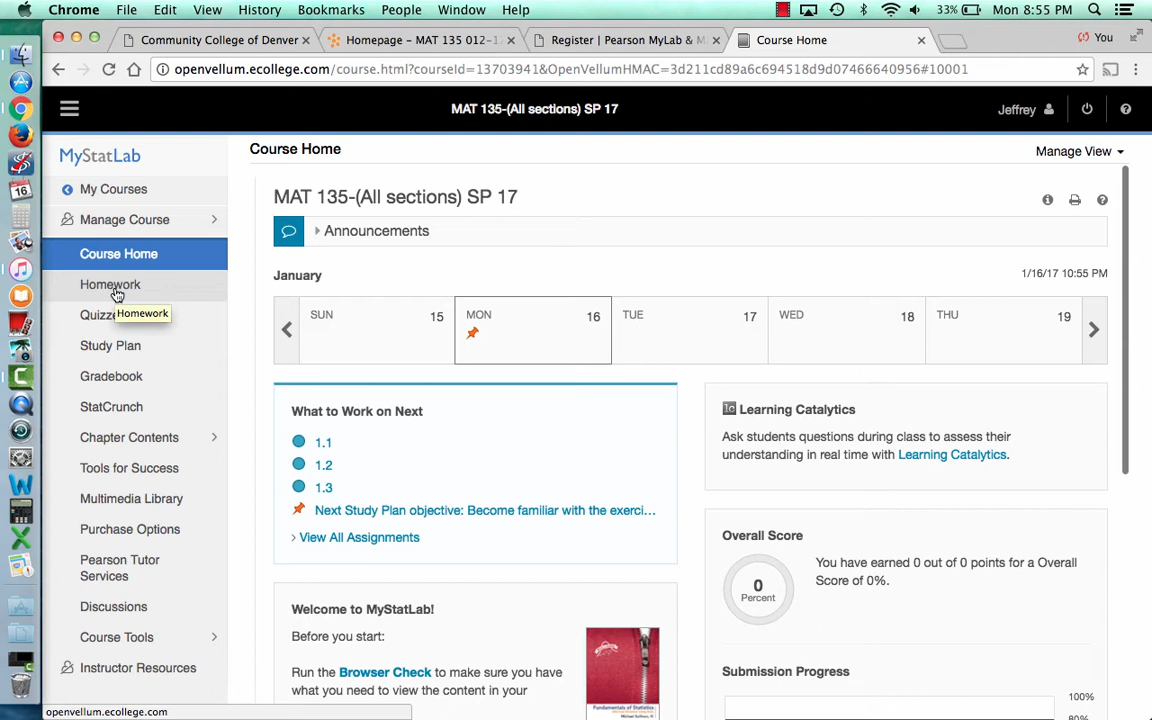 Chrome File Edit View History Bookmarks People Window Help 33% Mon 8:55 PM
Community College of Denver Homepage - MAT 135 012-1 Register | Pearson MyLab & M Course Home You
openvellum.ecollege.com/course.html?courseId=13703941&OpenVellumHMAC=3d211cd89a6c694518d9d07466640956#10001
MAT 135-(All sections) SP 17 Jeffrey
MyStatLab
My Courses
Manage Course
Course Home
Homework
Homework
Quizze
Study Plan
Gradebook
StatCrunch
Chapter Contents
Tools for Success
Multimedia Library
Purchase Options
Pearson Tutor
Services
Discussions
Course Tools
Instructor Resources
openvellum.ecollege.com
Course Home
Manage View
MAT 135-(All sections) SP 17
Announcements
January 1/16/17 10:55 PM
SUN 15 MON 16 TUE 17 WED 18 THU 19
What to Work on Next
1.1
1.2
1.3
Next Study Plan objective: Become familiar with the exerci...
View All Assignments
Welcome to MyStatLab!
Before you start:
Run the Browser Check to make sure you have
what you need to view the content in your
Fundamentals of Statistics
Michael Sullivan, III
Learning Catalytics
Ask students questions during class to assess their
understanding in real time with Learning Catalytics.
Overall Score
0
Percent
You have earned 0 out of 0 points for a Overall
Score of 0%.
Submission Progress
100%
80%